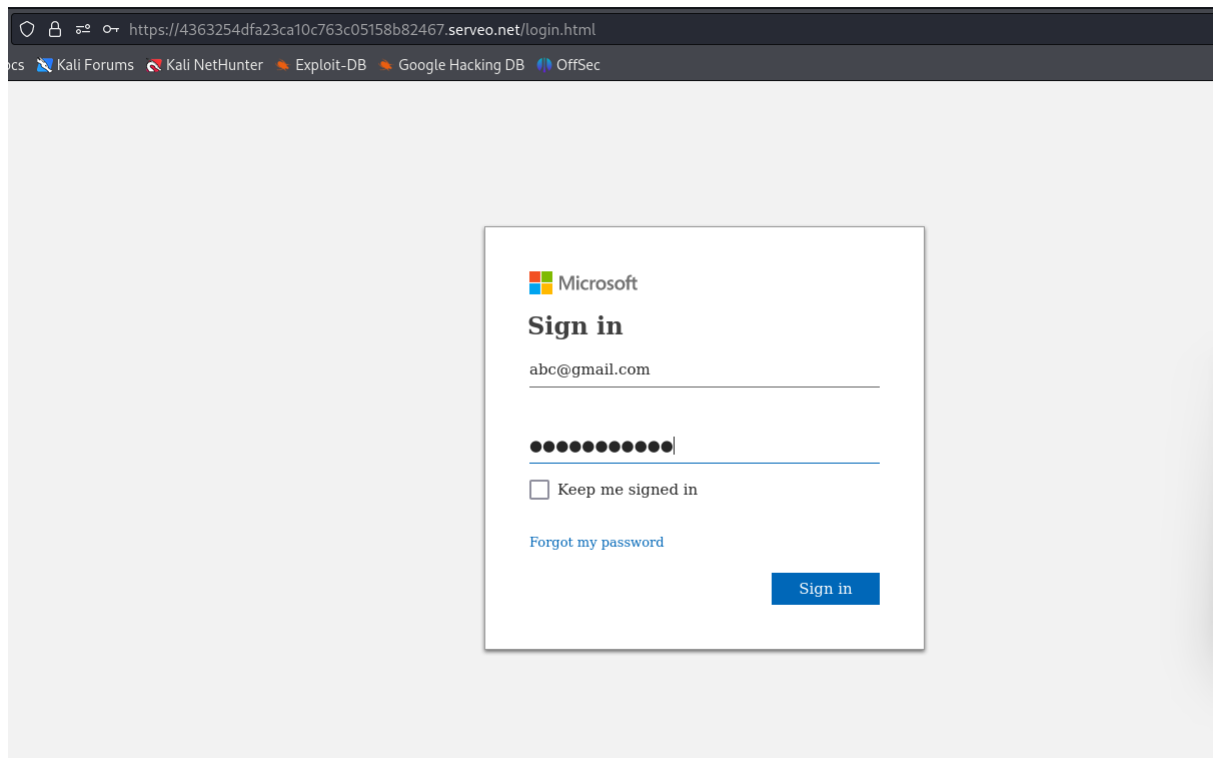 https://4363254dfa23ca10c763c05158b82467.serveo.net/login.html
ocs Kali Forums Kali NetHunter Exploit-DB Google Hacking DB OffSec
Microsoft
Sign in
abc@gmail.com
Keep me signed in
Forgot my password
Sign in